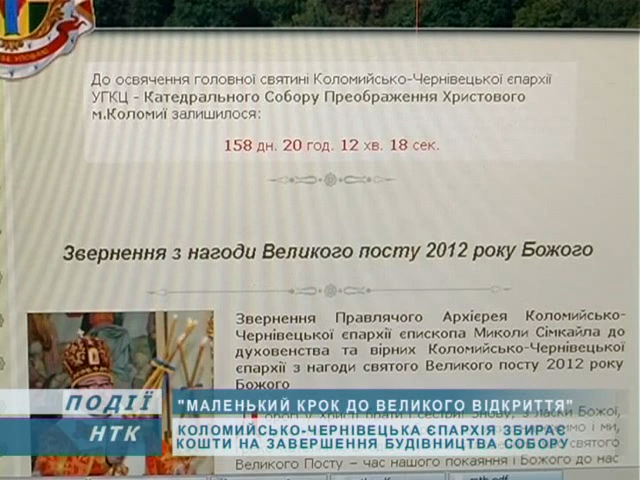 До освячення головної святині Коломийсько-Чернівецької єпархії
УГКЦ - Катедрального Собору Преображення Христового
м.Коломиї залишилося:
158 дн. 20 год. 12 хв. 18 сек.
Звернення з нагоди Великого посту 2012 року Божого
Звернення Правлячого Архієрея Коломийсько-
Чернівецької єпархії єпископа Миколи Сімкайла до
духовенства та вірних Коломийсько-Чернівецької
єпархії з нагоди святого Великого посту 2012 року
Божого
ПОДІЇ
НТК
"МАЛЕНЬКИЙ КРОК ДО ВЕЛИКОГО ВІДКРИТТЯ"
КОЛОМИЙСЬКО-ЧЕРНІВЕЦЬКА ЄПАРХІЯ ЗБИРАЄ
КОШТИ НА ЗАВЕРШЕННЯ БУДІВНИЦТВА СОБОРУ
святого
Великого Посту – час нашого покаяння і Божого до нас